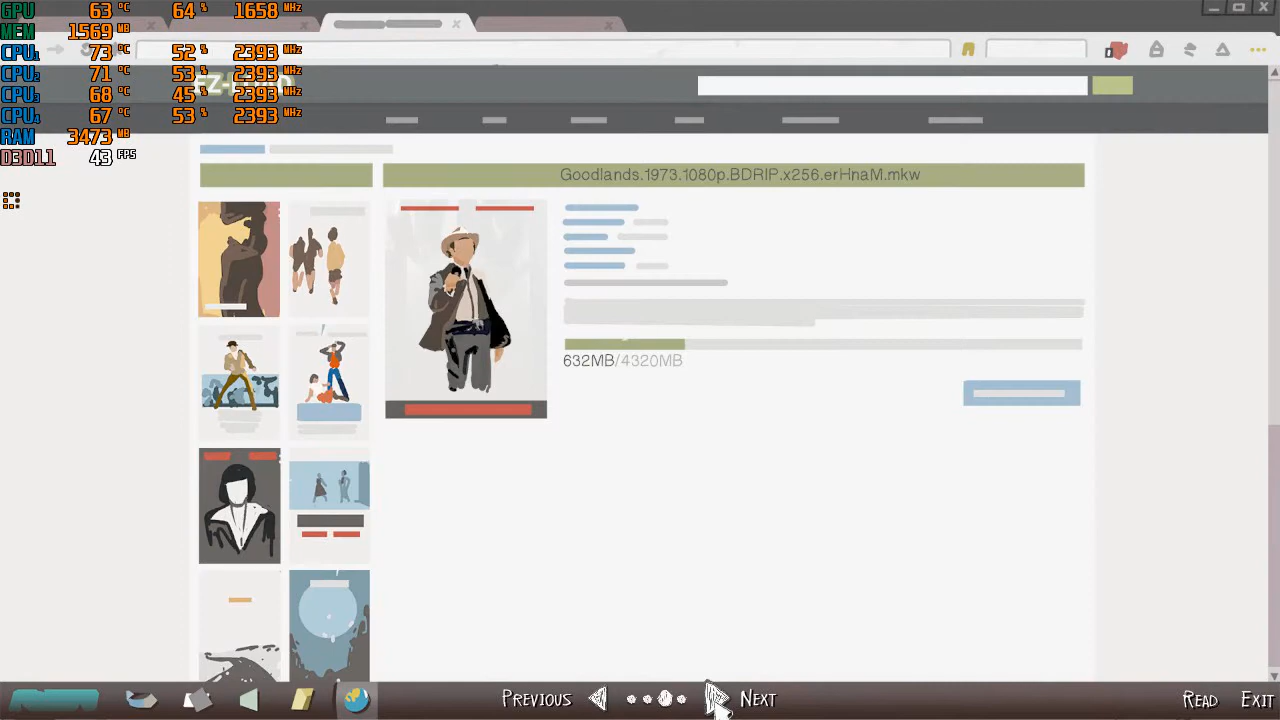 GPU 63 °C 64 % 1658 MHz
MEM 1569 MB
CPU1 73 °C 52 % 2393 MHz
CPU2 71 °C 53 % 2393 MHz
CPU3 68 °C 45 % 2393 MHz
CPU4 67 °C 53 % 2393 MHz
RAM 3473 MB
D3D11 43 FPS
Goodlands.1973.1080p.BDRIP.x256.erHnaM.mkw
632MB/4320MB
PREVIOUS NEXT READ EXIT